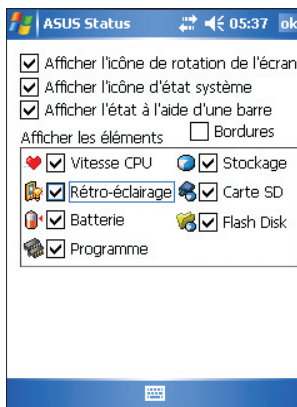 ASUS Status 05:37 ok
Afficher l'icône de rotation de l'écran
Afficher l'icône d'état système
Afficher l'état à l'aide d'une barre
Afficher les éléments Bordures
Vitesse CPU Stockage
Rétro-éclairage Carte SD
Batterie Flash Disk
Programme